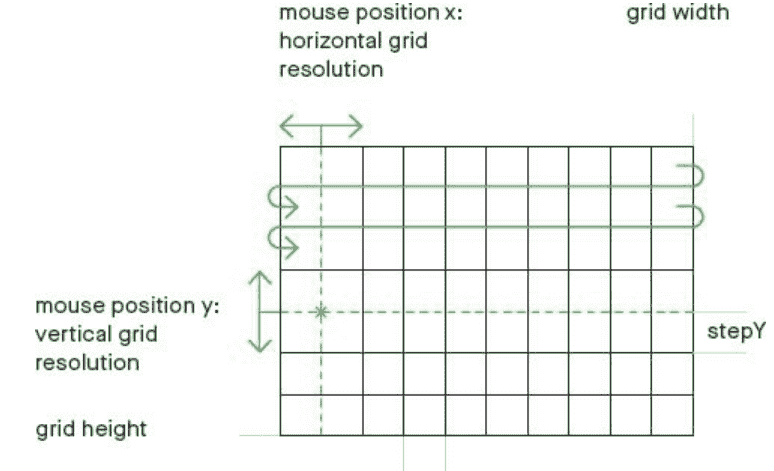 mouse position x:
horizontal grid
resolution
grid width
mouse position y:
vertical grid
resolution
stepY
grid height